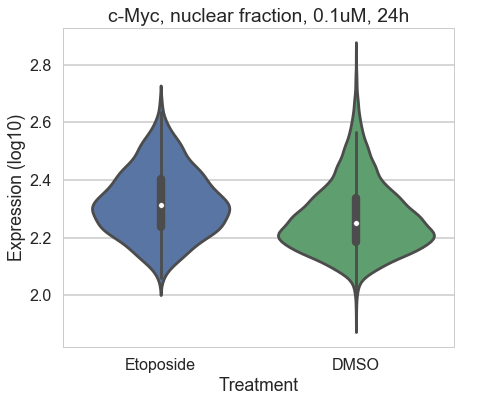 c-Myc, nuclear fraction, 0.1uM, 24h
2.8
2.6
2.4
2.2
2.0
Expression (log10)
Etoposide DMSO
Treatment